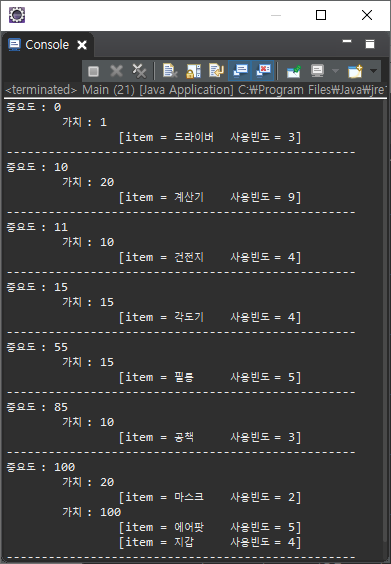 Console
<terminated> Main (21) [Java Application] C:₩Program Files₩Java₩jre
중요도 : 0
가치 : 1
[item = 드라이버 사용빈도 = 3]
--------------------------------------------------
중요도 : 10
가치 : 20
[item = 계산기 사용빈도 = 9]
--------------------------------------------------
중요도 : 11
가치 : 10
[item = 건전지 사용빈도 = 4]
--------------------------------------------------
중요도 : 15
가치 : 15
[item = 각도기 사용빈도 = 4]
--------------------------------------------------
중요도 : 55
가치 : 15
[item = 필통 사용빈도 = 5]
--------------------------------------------------
중요도 : 85
가치 : 10
[item = 공책 사용빈도 = 3]
--------------------------------------------------
중요도 : 100
가치 : 20
[item = 마스크 사용빈도 = 2]
가치 : 100
[item = 에어팟 사용빈도 = 5]
[item = 지갑 사용빈도 = 4]
--------------------------------------------------